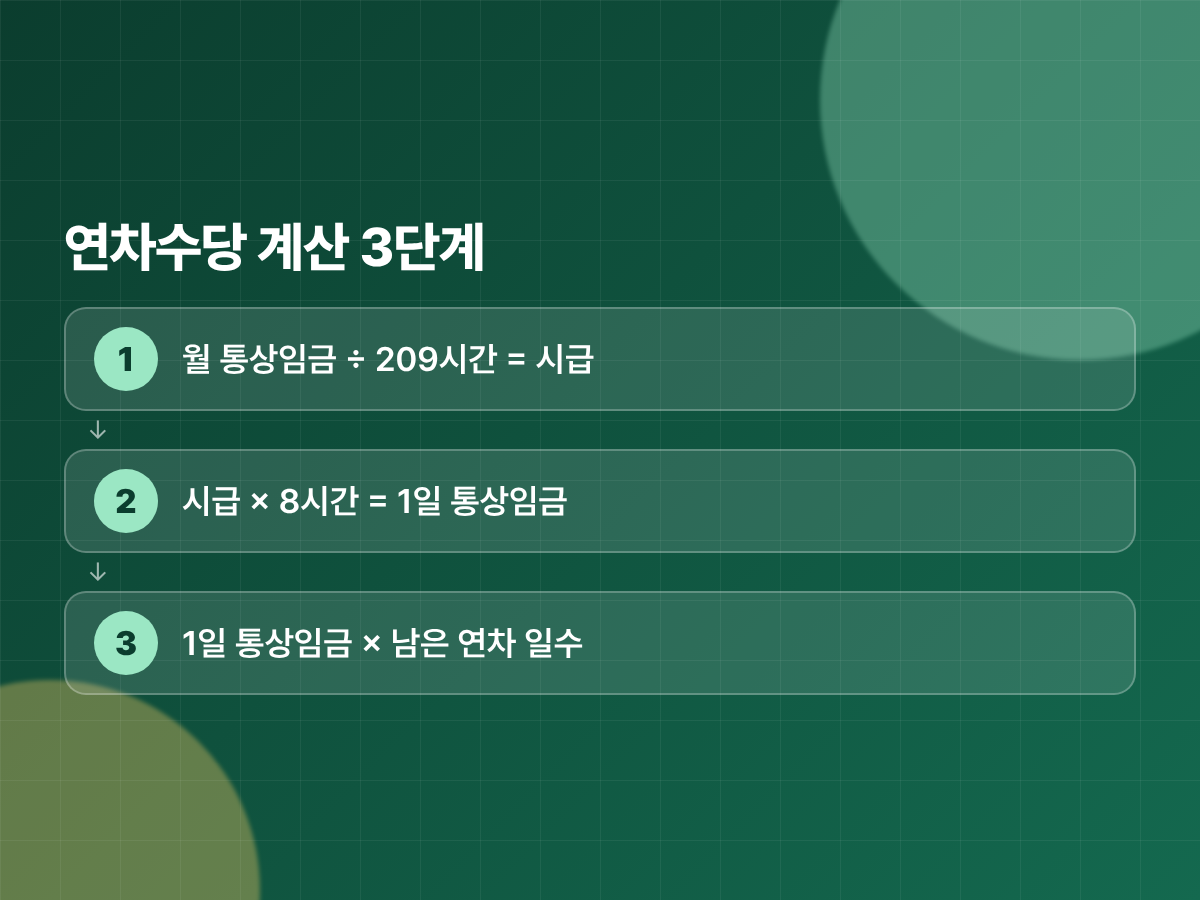 연차수당 계산 3단계
1 월 통상임금 ÷ 209시간 = 시급
↓
2 시급 × 8시간 = 1일 통상임금
↓
3 1일 통상임금 × 남은 연차 일수